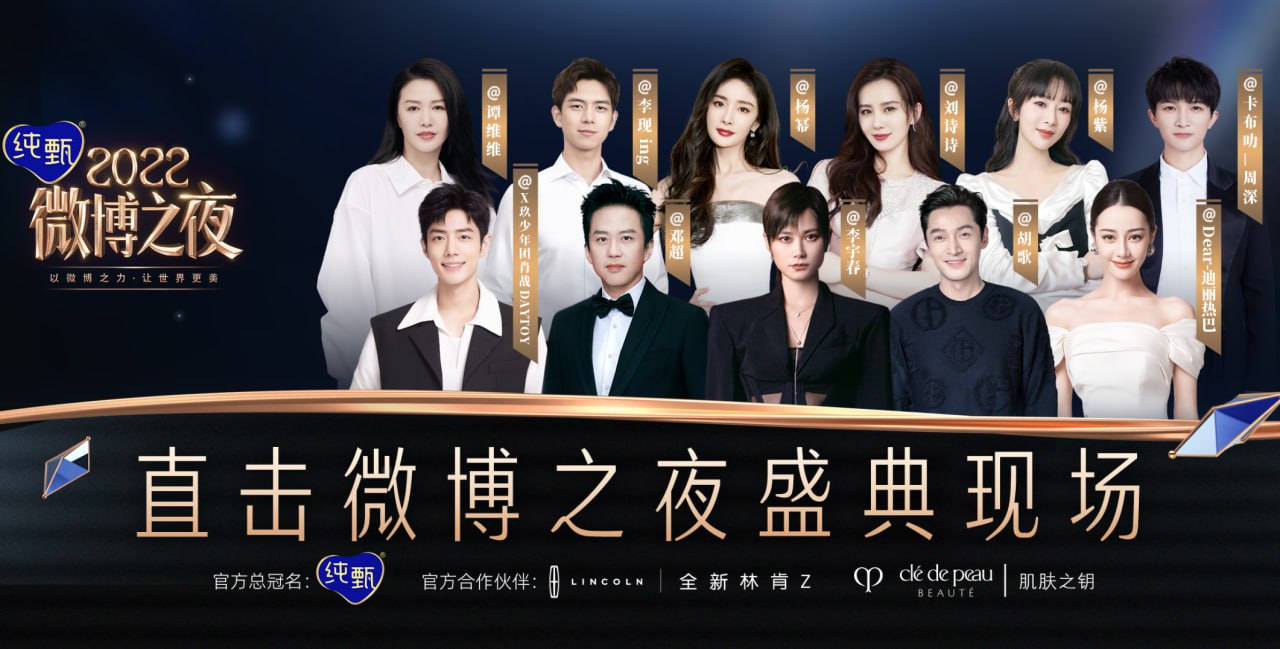 纯甄
2022
微博之夜
以微博之力·让世界更美
@谭维维
@李现ing
@杨幂
@刘诗诗
@杨紫
@卡布叻_周深
@X玖少年团肖战DAYTOY
@邓超
@李宇春
@胡歌
@Dear-迪丽热巴
直击微博之夜盛典现场
官方总冠名：纯甄 官方合作伙伴：LINCOLN 全新林肯Z clé de peau BEAUTÉ 肌肤之钥